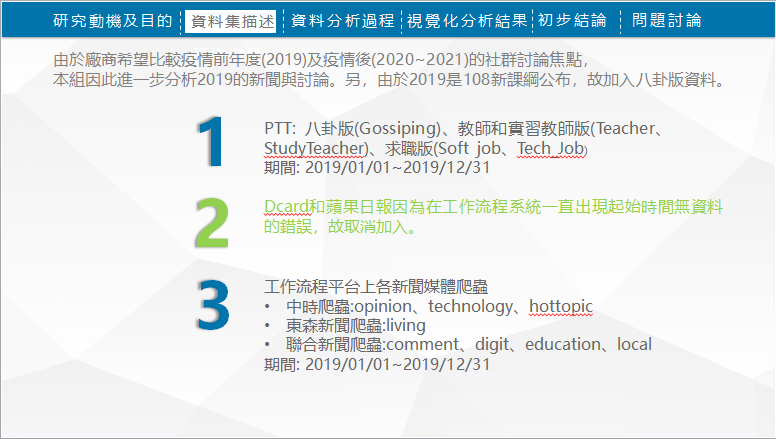 研究動機及目的 資料集描述 資料分析過程 視覺化分析結果 初步結論 問題討論
由於廠商希望比較疫情前年度(2019)及疫情後(2020~2021)的社群討論焦點，
本組因此進一步分析2019的新聞與討論。另，由於2019是108新課綱公布，故加入八卦版資料。
1
PTT: 八卦版(Gossiping)、教師和實習教師版(Teacher、
StudyTeacher)、求職版(Soft job、Tech_Job)
期間: 2019/01/01~2019/12/31
2
Dcard和蘋果日報因為在工作流程系統一直出現起始時間無資料
的錯誤，故取消加入。
3
工作流程平台上各新聞媒體爬蟲
• 中時爬蟲:opinion、technology、hottopic
• 東森新聞爬蟲:living
• 聯合新聞爬蟲:comment、digit、education、local
期間: 2019/01/01~2019/12/31